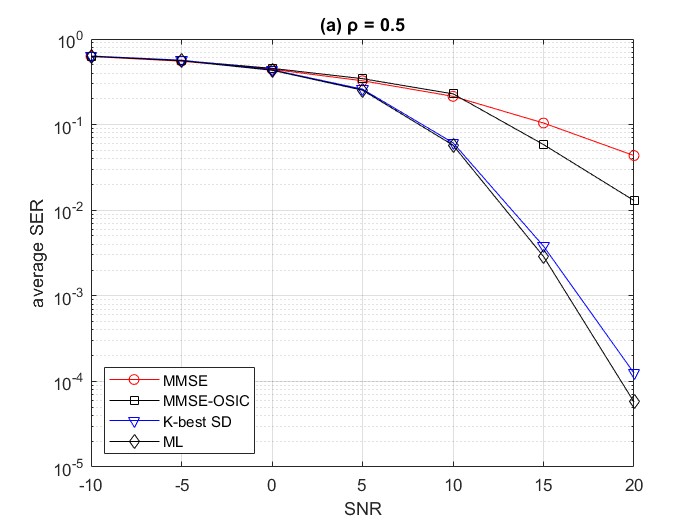 (a) ρ = 0.5
10^0
10^-1
10^-2
10^-3
10^-4
10^-5
average SER
MMSE
MMSE-OSIC
K-best SD
ML
-10 -5 0 5 10 15 20
SNR